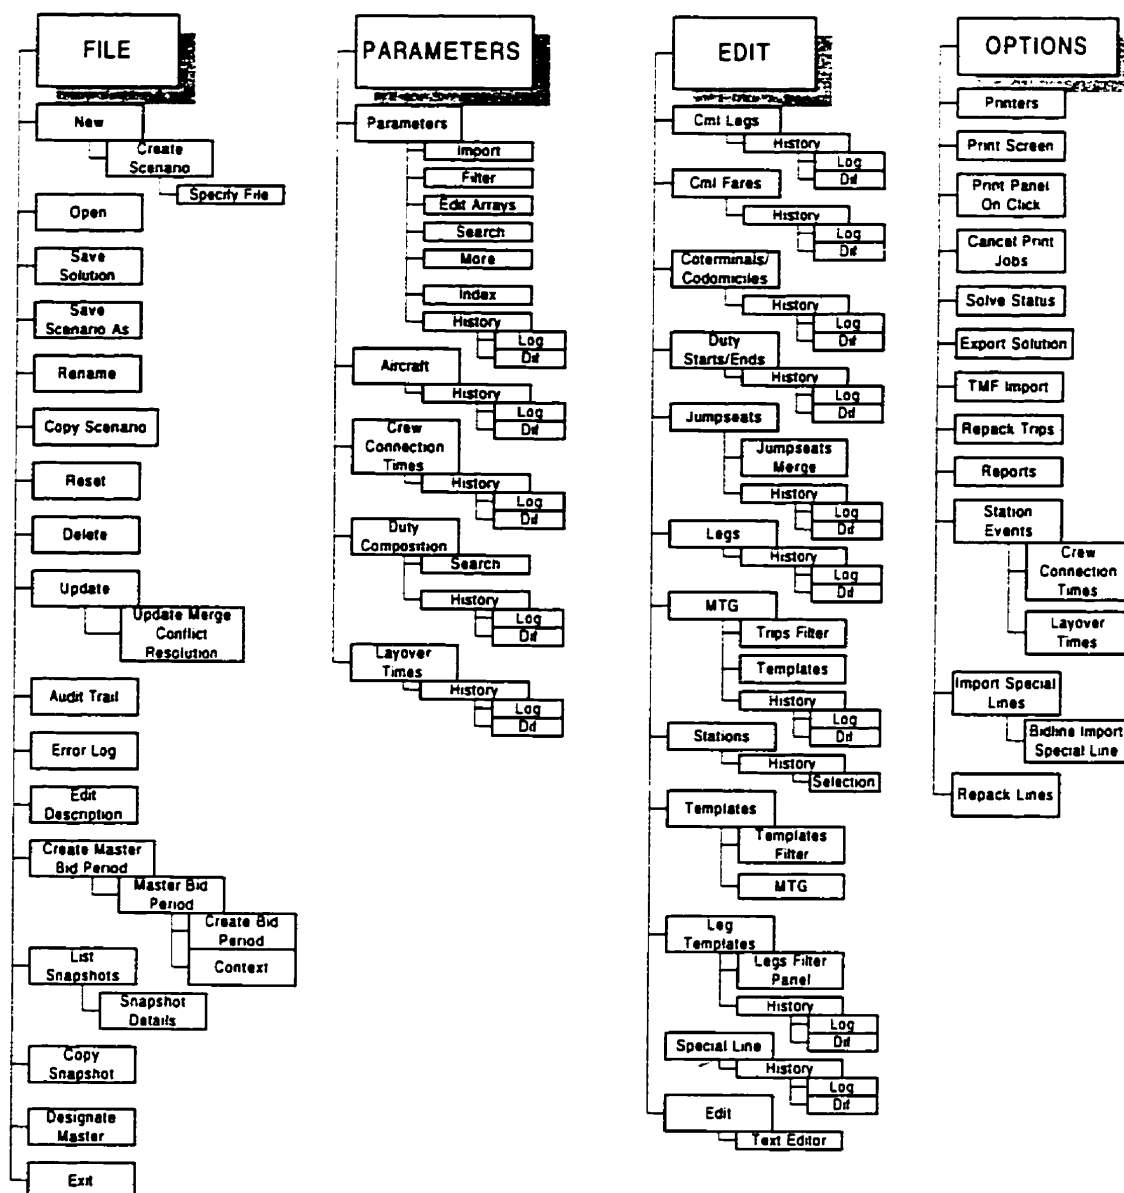 FILE
New
Create
Scenario
Specify File
Open
Save
Solution
Save
Scenario As
Rename
Copy Scenario
Reset
Delete
Update
Update Merge
Conflict
Resolution
Audit Trail
Error Log
Edit
Description
Create Master
Bid Period
Master Bid
Period
Create Bid
Period
Context
List
Snapshots
Snapshot
Details
Copy
Snapshot
Designate
Master
Exit
PARAMETERS
Parameters
Import
Filter
Edit Arrays
Search
More
Index
History
Log
Dif
Aircraft
History
Log
Dif
Crew
Connection
Times
History
Log
Dif
Duty
Composition
Search
History
Log
Dif
Layover
Times
History
Log
Dif
EDIT
Cml Legs
History
Log
Dif
Cml Fares
History
Log
Dif
Coterminals/
Codomiciles
History
Log
Dif
Duty
Starts/Ends
History
Log
Dif
Jumpseats
Jumpseats
Merge
History
Log
Dif
Legs
History
Log
Dif
MTG
Trips Filter
Templates
History
Log
Dif
Stations
History
Selection
Templates
Templates
Filter
MTG
Leg
Templates
Legs Filter
Panel
History
Log
Dif
Special Line
History
Log
Dif
Edit
Text Editor
OPTIONS
Printers
Print Screen
Print Panel
On Click
Cancel Print
Jobs
Solve Status
Export Solution
TMF Import
Repack Trips
Reports
Station
Events
Crew
Connection
Times
Layover
Times
Import Special
Lines
Bidline Import
Special Line
Repack Lines